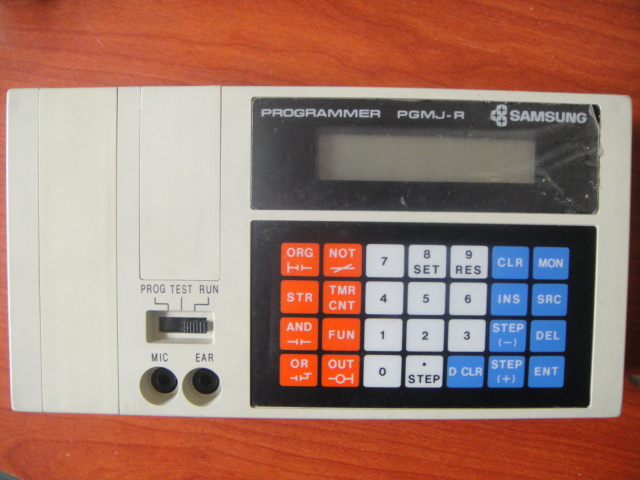 PROGRAMMER PGMJ-R SAMSUNG
PROG TEST RUN
MIC EAR
ORG NOT 7 8 SET 9 RES CLR MON
STR TMR CNT 4 5 6 INS SRC
AND FUN 1 2 3 STEP (-) DEL
OR OUT 0 • STEP D CLR STEP (+) ENT